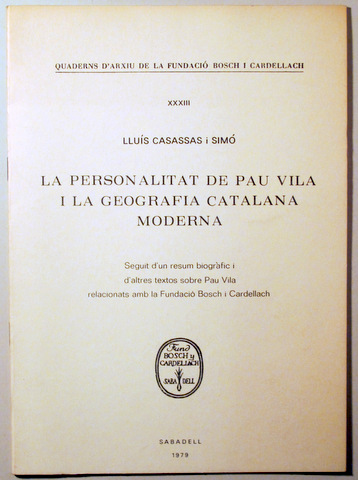 QUADERNS D'ARXIU DE LA FUNDACIÓ BOSCH I CARDELLACH
XXXIII
LLUÍS CASASSAS i SIMÓ
LA PERSONALITAT DE PAU VILA
I LA GEOGRAFIA CATALANA
MODERNA
Seguit d'un resum biogràfic i
d'altres textos sobre Pau Vila
relacionats amb la Fundació Bosch i Cardellach
Fund
BOSCH y
CARDELLACH
SABA DELL
SABADELL
1979